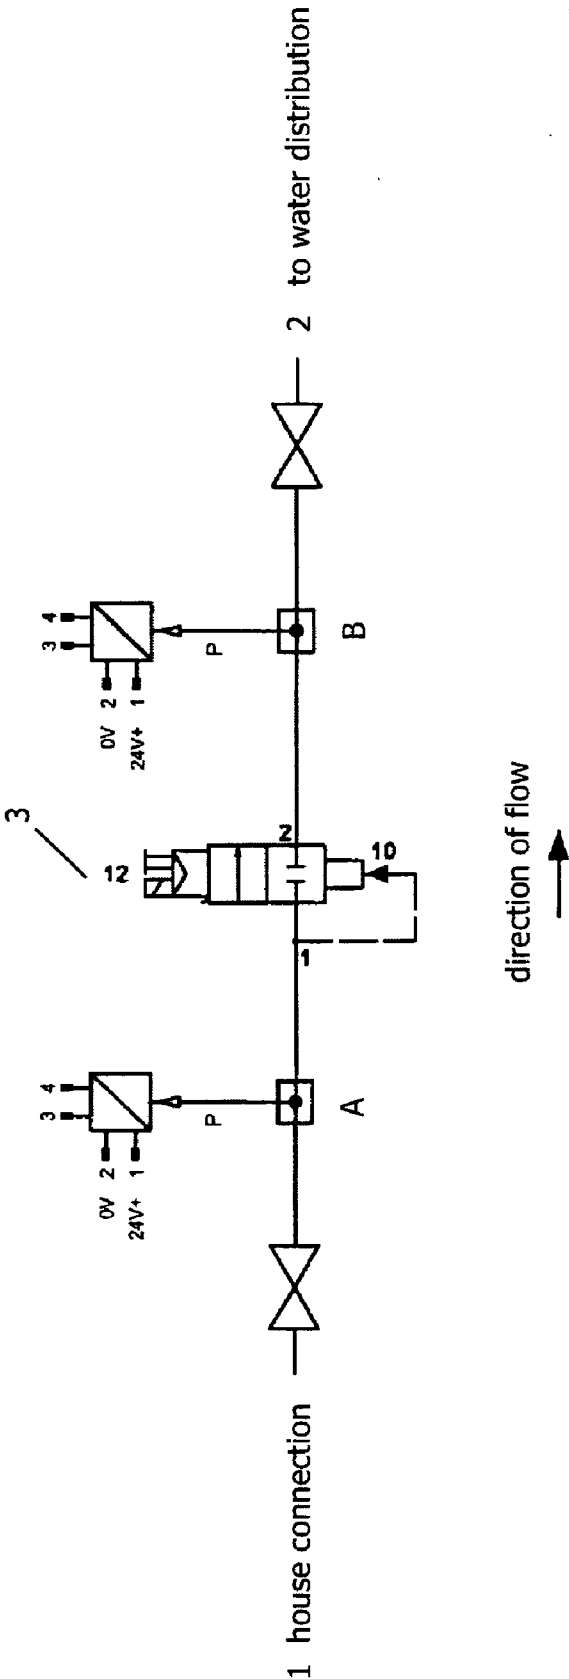 1 house connection
0V 2
24V+ 1
3
4
P
A
1
3
12
2
10
0V 2
24V+ 1
3
4
P
B
2 to water distribution
direction of flow